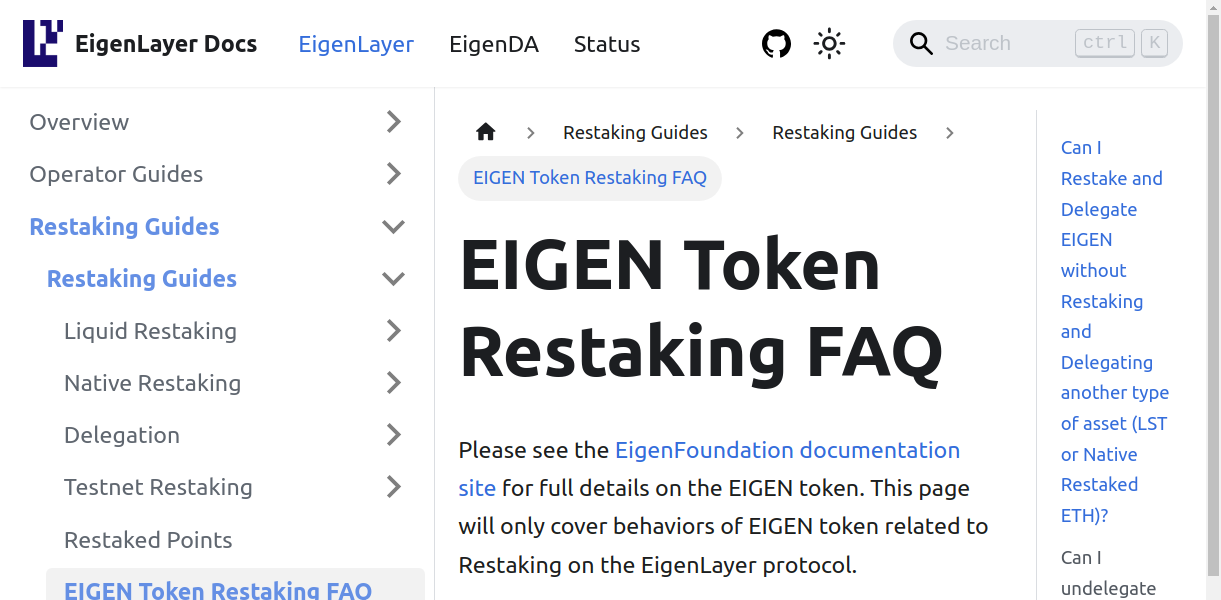 EigenLayer Docs
EigenLayer
EigenDA
Status
Search
ctrl
K
Overview
Operator Guides
Restaking Guides
Restaking Guides
Liquid Restaking
Native Restaking
Delegation
Testnet Restaking
Restaked Points
EIGEN Token Restaking FAQ
Restaking Guides
Restaking Guides
EIGEN Token Restaking FAQ
EIGEN Token
Restaking FAQ
Please see the EigenFoundation documentation
site for full details on the EIGEN token. This page
will only cover behaviors of EIGEN token related to
Restaking on the EigenLayer protocol.
Can I
Restake and
Delegate
EIGEN
without
Restaking
and
Delegating
another type
of asset (LST
or Native
Restaked
ETH)?
Can I
undelegate